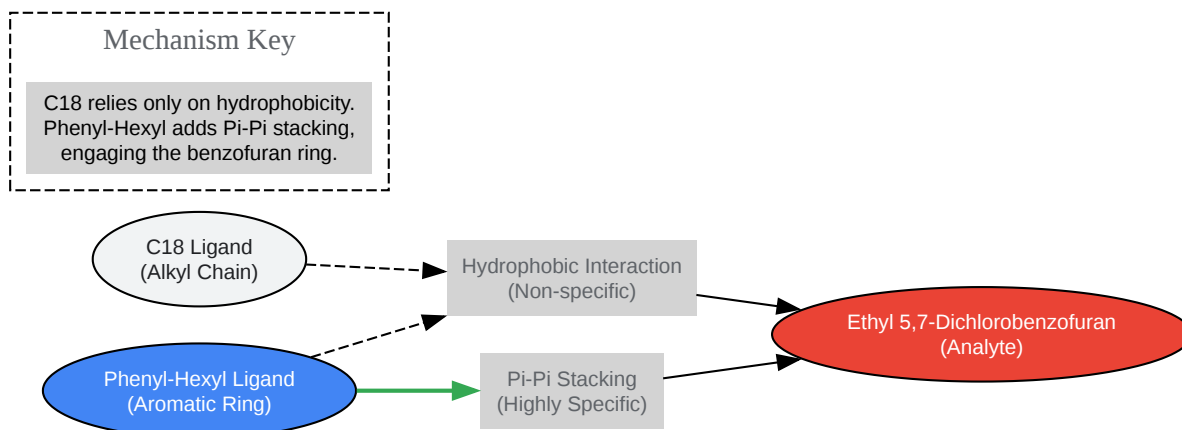 Mechanism Key
C18 relies only on hydrophobicity.
Phenyl-Hexyl adds Pi-Pi stacking,
engaging the benzofuran ring.
C18 Ligand
(Alkyl Chain)
Hydrophobic Interaction
(Non-specific)
Ethyl 5,7-Dichlorobenzofuran
(Analyte)
Phenyl-Hexyl Ligand
(Aromatic Ring)
Pi-Pi Stacking
(Highly Specific)